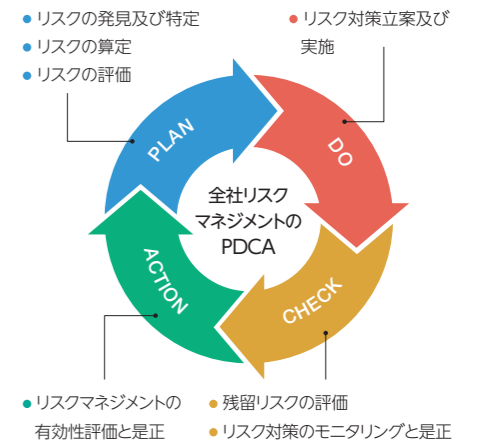 リスクの発見及び特定
リスクの算定
リスクの評価
リスク対策立案及び
実施
PLAN
DO
全社リスク
マネジメントの
PDCA
ACTION
CHECK
リスクマネジメントの
有効性評価と是正
残留リスクの評価
リスク対策のモニタリングと是正